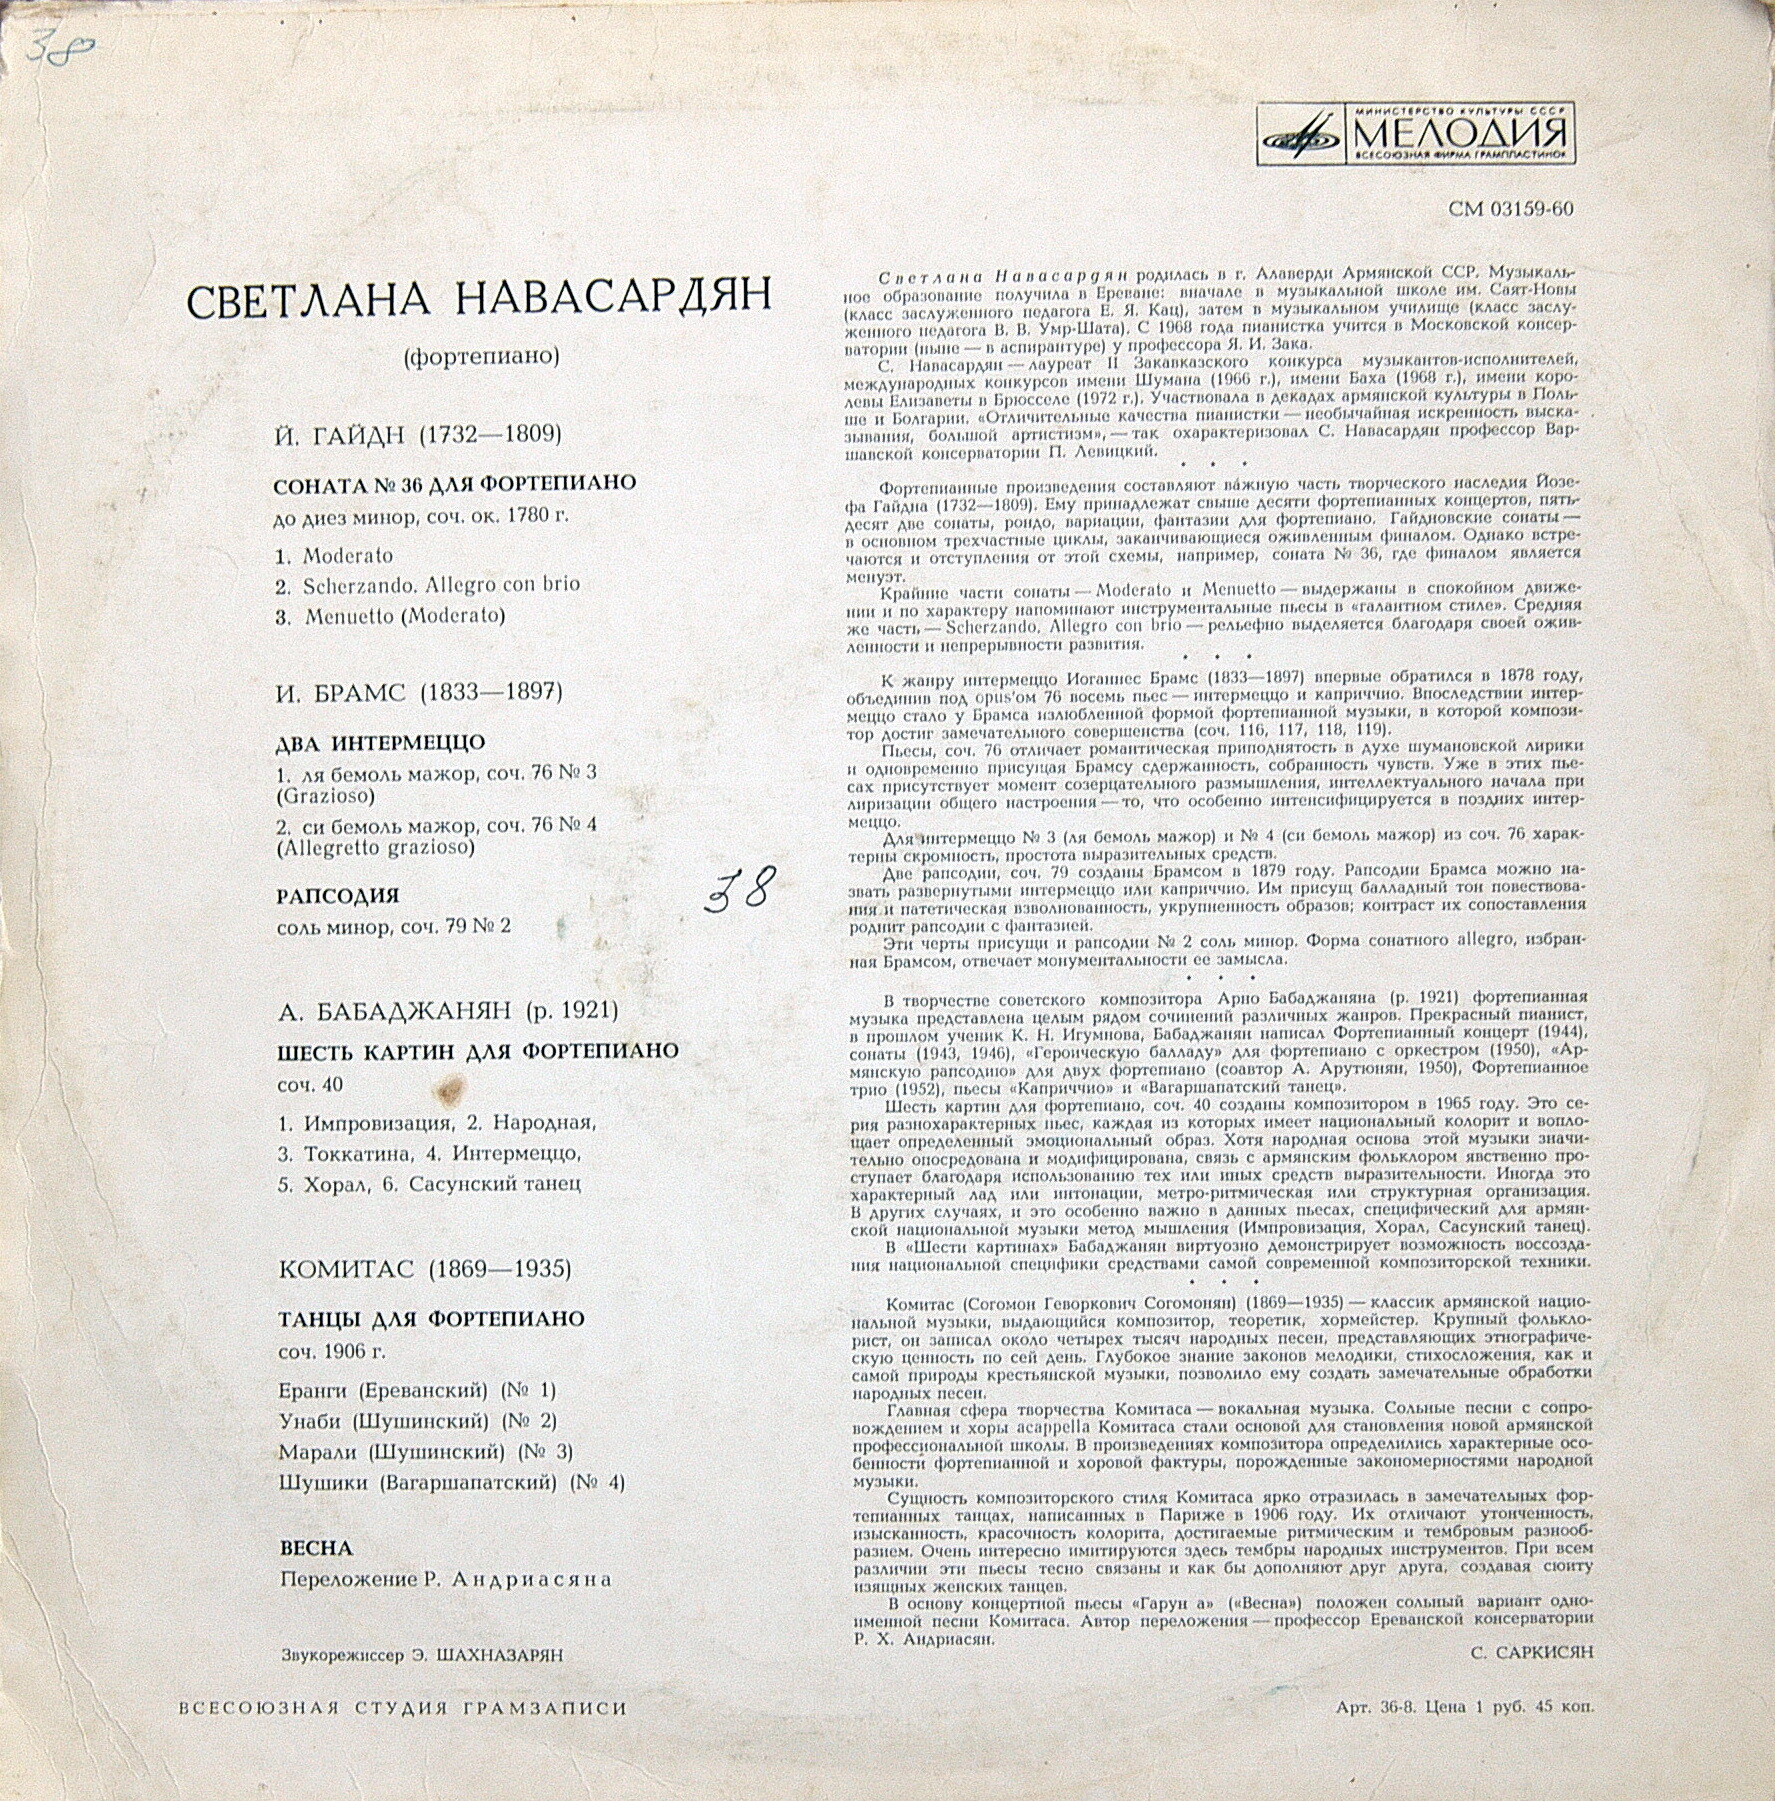 38
МИНИСТЕРСТВО КУЛЬТУРЫ СССР
МЕЛОДИЯ
ВСЕСОЮЗНАЯ ФИРМА ГРАМПЛАСТИНОК
СМ 03159-60
СВЕТЛАНА НАВАСАРДЯН
(фортепиано)
Й. ГАЙДН (1732—1809)
СОНАТА № 36 ДЛЯ ФОРТЕПИАНО
до диез минор, соч. ок. 1780 г.
1. Moderato
2. Scherzando. Allegro con brio
3. Menuetto (Moderato)
И. БРАМС (1833—1897)
ДВА ИНТЕРМЕЦЦО
1. ля бемоль мажор, соч. 76 № 3
(Grazioso)
2. си бемоль мажор, соч. 76 № 4
(Allegretto grazioso)
РАПСОДИЯ
соль минор, соч. 79 № 2
38
А. БАБАДЖАНЯН (р. 1921)
ШЕСТЬ КАРТИН ДЛЯ ФОРТЕПИАНО
соч. 40
1. Импровизация, 2. Народная,
3. Токкатина, 4. Интермеццо,
5. Хорал, 6. Сасунский танец
КОМИТАС (1869—1935)
ТАНЦЫ ДЛЯ ФОРТЕПИАНО
соч. 1906 г.
Еранги (Ереванский) (№ 1)
Унаби (Шушинский) (№ 2)
Марали (Шушинский) (№ 3)
Шушики (Вагаршапатский) (№ 4)
ВЕСНА
Переложение Р. Андриасяна
Звукорежиссер Э. ШАХНАЗАРЯН
ВСЕСОЮЗНАЯ СТУДИЯ ГРАМЗАПИСИ
Светлана Навасардян родилась в г. Алаверди Армянской ССР. Музыкаль-
ное образование получила в Ереване: вначале в музыкальной школе им. Саят-Новы
(класс заслуженного педагога Е. Я. Кац), затем в музыкальном училище (класс заслу-
женного педагога В. В. Умр-Шата). С 1968 года пианистка учится в Московской консер-
ватории (ныне — в аспирантуре) у профессора Я. И. Зака.
С. Навасардян — лауреат II Закавказского конкурса музыкантов-исполнителей,
международных конкурсов имени Шумана (1966 г.), имени Баха (1968 г.), имени коро-
левы Елизаветы в Брюсселе (1972 г.). Участвовала в декадах армянской культуры в Поль-
ше и Болгарии. «Отличительные качества пианистки — необычайная искренность выска-
зывания, большой артистизм», — так охарактеризовал С. Навасардян профессор Вар-
шавской консерватории П. Левицкий.
• • •
Фортепианные произведения составляют важную часть творческого наследия Йозе-
фа Гайдна (1732—1809). Ему принадлежат свыше десяти фортепианных концертов, пять-
десят две сонаты, рондо, вариации, фантазии для фортепиано. Гайдновские сонаты —
в основном трехчастные циклы, заканчивающиеся оживленным финалом. Однако встре-
чаются и отступления от этой схемы, например, соната № 36, где финалом является
менуэт.
Крайние части сонаты — Moderato и Menuetto — выдержаны в спокойном движе-
нии и по характеру напоминают инструментальные пьесы в «галантном стиле». Средняя
же часть — Scherzando. Allegro con brio — рельефно выделяется благодаря своей ожив-
ленности и непрерывности развития.
• • •
К жанру интермеццо Иоганнес Брамс (1833—1897) впервые обратился в 1878 году,
объединив под opus'ом 76 восемь пьес — интермеццо и каприччио. Впоследствии интер-
меццо стало у Брамса излюбленной формой фортепианной музыки, в которой компози-
тор достиг замечательного совершенства (соч. 116, 117, 118, 119).
Пьесы, соч. 76 отличает романтическая приподнятость в духе шумановской лирики
и одновременно присущая Брамсу сдержанность, собранность чувств. Уже в этих пье-
сах присутствует момент созерцательного размышления, интеллектуального начала при
лиризации общего настроения — то, что особенно интенсифицируется в поздних интер-
меццо.
Для интермеццо № 3 (ля бемоль мажор) и № 4 (си бемоль мажор) из соч. 76 харак-
терны скромность, простота выразительных средств.
Две рапсодии, соч. 79 созданы Брамсом в 1879 году. Рапсодии Брамса можно на-
звать развернутыми интермеццо или каприччио. Им присущ балладный тон повествова-
ния и патетическая взволнованность, укрупненность образов; контраст их сопоставления
роднит рапсодии с фантазией.
Эти черты присущи и рапсодии № 2 соль минор. Форма сонатного allegro, избран-
ная Брамсом, отвечает монументальности ее замысла.
• • •
В творчестве советского композитора Арно Бабаджаняна (р. 1921) фортепианная
музыка представлена целым рядом сочинений различных жанров. Прекрасный пианист,
в прошлом ученик К. Н. Игумнова, Бабаджанян написал Фортепианный концерт (1944),
сонаты (1943, 1946), «Героическую балладу» для фортепиано с оркестром (1950), «Ар-
мянскую рапсодию» для двух фортепиано (соавтор А. Арутюнян, 1950), Фортепианное
трио (1952), пьесы «Каприччио» и «Вагаршапатский танец».
Шесть картин для фортепиано, соч. 40 созданы композитором в 1965 году. Это се-
рия разнохарактерных пьес, каждая из которых имеет национальный колорит и вопло-
щает определенный эмоциональный образ. Хотя народная основа этой музыки значи-
тельно опосредована и модифицирована, связь с армянским фольклором явственно про-
ступает благодаря использованию тех или иных средств выразительности. Иногда это
характерный лад или интонации, метро-ритмическая или структурная организация.
В других случаях, и это особенно важно в данных пьесах, специфический для армян-
ской национальной музыки метод мышления (Импровизация, Хорал, Сасунский танец).
В «Шести картинах» Бабаджанян виртуозно демонстрирует возможность воссозда-
ния национальной специфики средствами самой современной композиторской техники.
• • •
Комитас (Согомон Геворкович Согомонян) (1869—1935) — классик армянской нацио-
нальной музыки, выдающийся композитор, теоретик, хормейстер. Крупный фолькло-
рист, он записал около четырех тысяч народных песен, представляющих этнографиче-
скую ценность по сей день. Глубокое знание законов мелодики, стихосложения, как и
самой природы крестьянской музыки, позволило ему создать замечательные обработки
народных песен.
Главная сфера творчества Комитаса — вокальная музыка. Сольные песни с сопро-
вождением и хоры acappella Комитаса стали основой для становления новой армянской
профессиональной школы. В произведениях композитора определились характерные осо-
бенности фортепианной и хоровой фактуры, порожденные закономерностями народной
музыки.
Сущность композиторского стиля Комитаса ярко отразилась в замечательных фор-
тепианных танцах, написанных в Париже в 1906 году. Их отличают утонченность,
изысканность, красочность колорита, достигаемые ритмическим и тембровым разнооб-
разием. Очень интересно имитируются здесь тембры народных инструментов. При всем
различии эти пьесы тесно связаны и как бы дополняют друг друга, создавая сюиту
изящных женских танцев.
В основу концертной пьесы «Гарун а» («Весна») положен сольный вариант одно-
именной песни Комитаса. Автор переложения — профессор Ереванской консерватории
Р. Х. Андриасян.
С. САРКИСЯН
Арт. 36-8. Цена 1 руб. 45 коп.